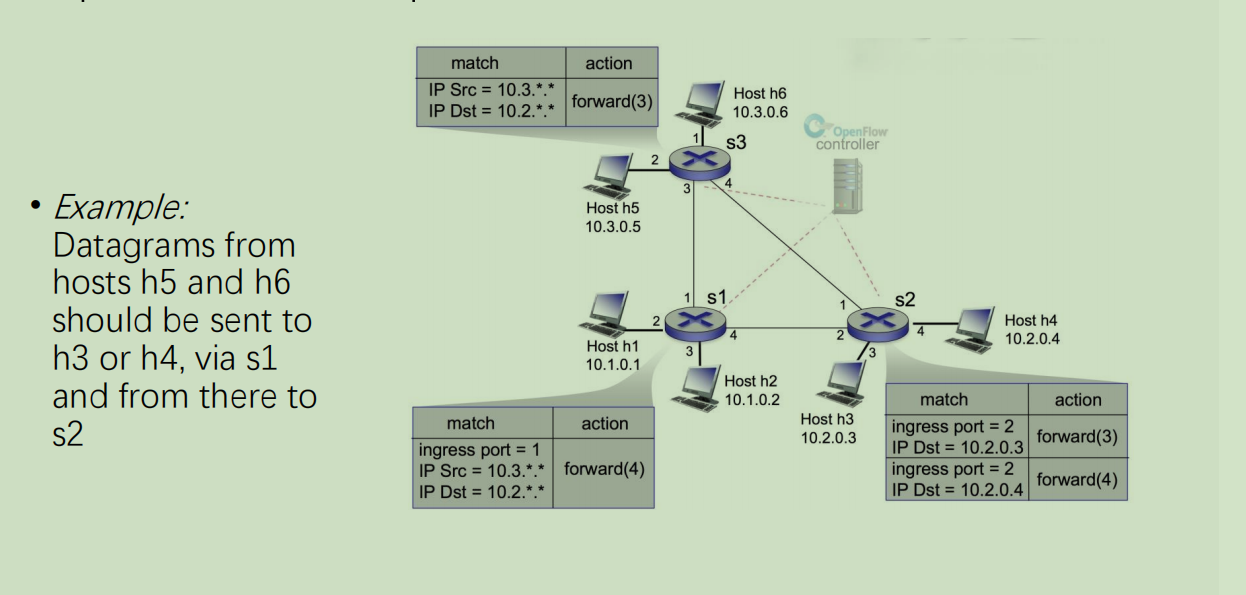 • Example:
Datagrams from
hosts h5 and h6
should be sent to
h3 or h4, via s1
and from there to
s2
match action
IP Src = 10.3.*.*
IP Dst = 10.2.*.*
forward(3)
Host h6
10.3.0.6
1
s3
2
3
4
Host h5
10.3.0.5
OpenFlow
controller
1
s1
2
3
4
Host h1
10.1.0.1
Host h2
10.1.0.2
1
s2
2
3
4
Host h4
10.2.0.4
Host h3
10.2.0.3
match action
ingress port = 1
IP Src = 10.3.*.*
IP Dst = 10.2.*.*
forward(4)
match action
ingress port = 2
IP Dst = 10.2.0.3
forward(3)
ingress port = 2
IP Dst = 10.2.0.4
forward(4)